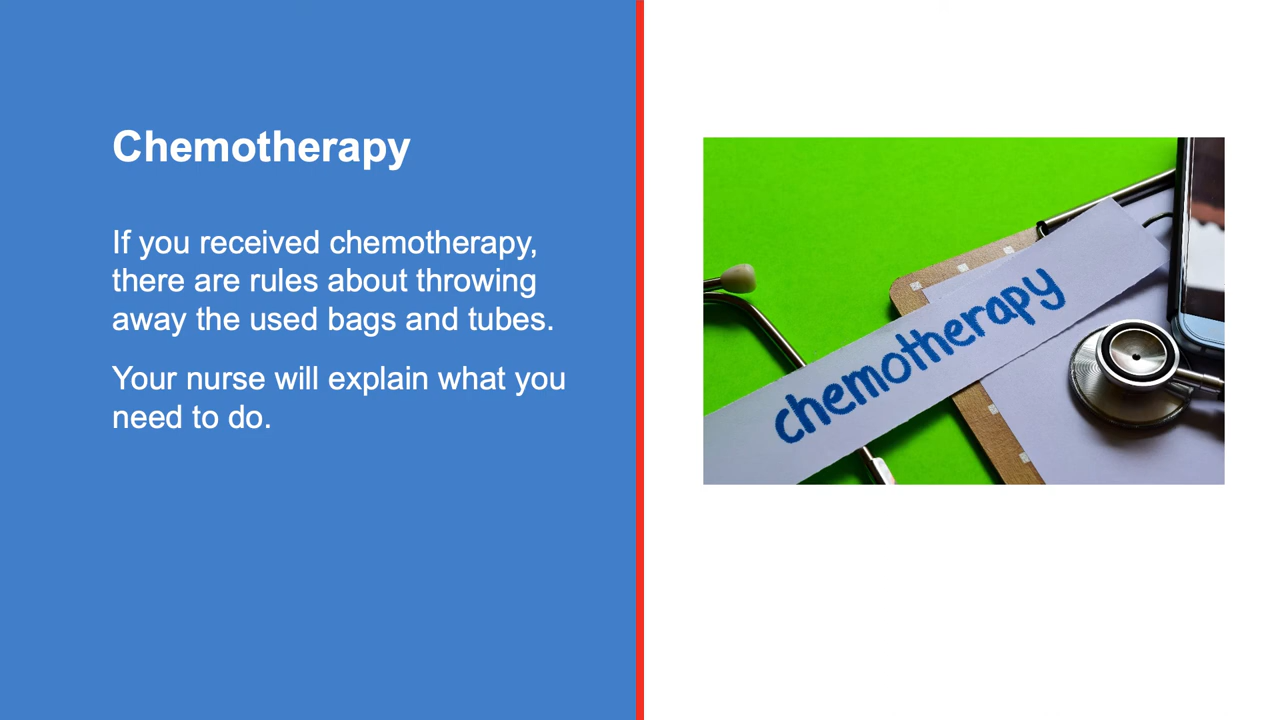 Chemotherapy
If you received chemotherapy,
there are rules about throwing
away the used bags and tubes.
Your nurse will explain what you
need to do.
chemotherapy